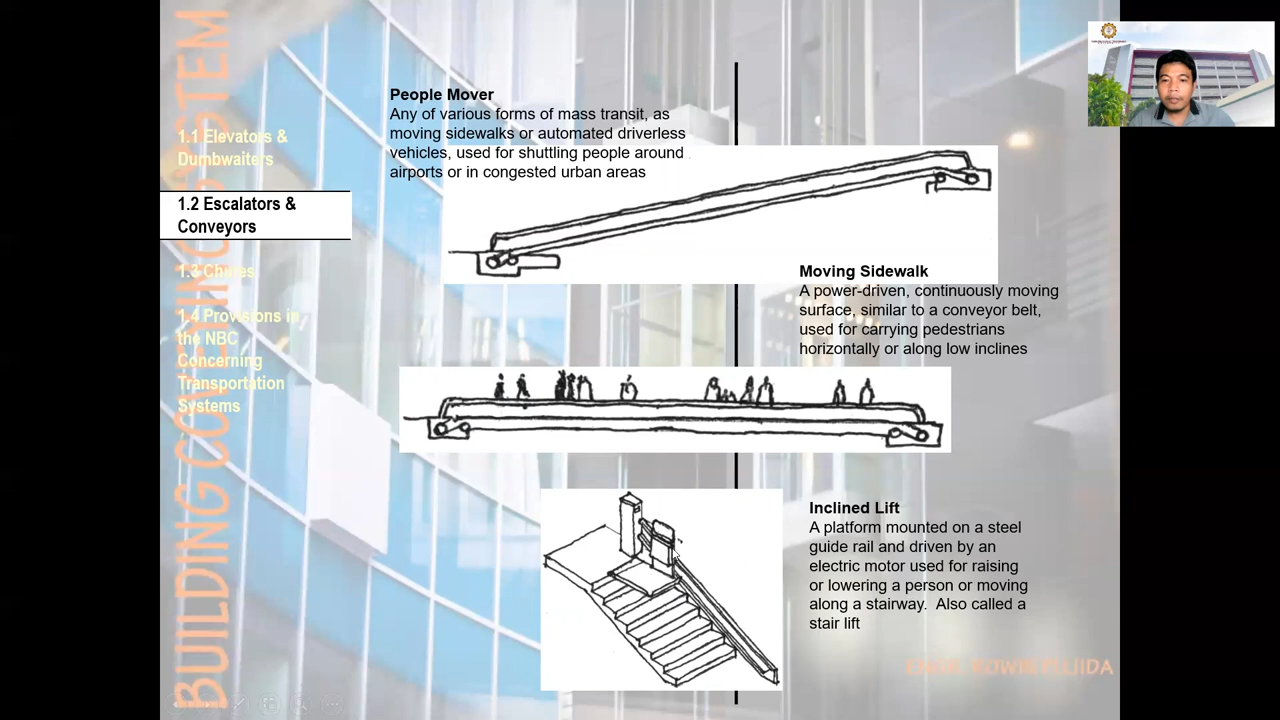 BUILDING CONVEYING SYSTEM
1.1 Elevators &
Dumbwaiters
1.2 Escalators &
Conveyors
1.3 Chutes
1.4 Provisions in
the NBC
Concerning
Transportation
Systems
People Mover
Any of various forms of mass transit, as
moving sidewalks or automated driverless
vehicles, used for shuttling people around
airports or in congested urban areas
Moving Sidewalk
A power-driven, continuously moving
surface, similar to a conveyor belt,
used for carrying pedestrians
horizontally or along low inclines
Inclined Lift
A platform mounted on a steel
guide rail and driven by an
electric motor used for raising
or lowering a person or moving
along a stairway. Also called a
stair lift